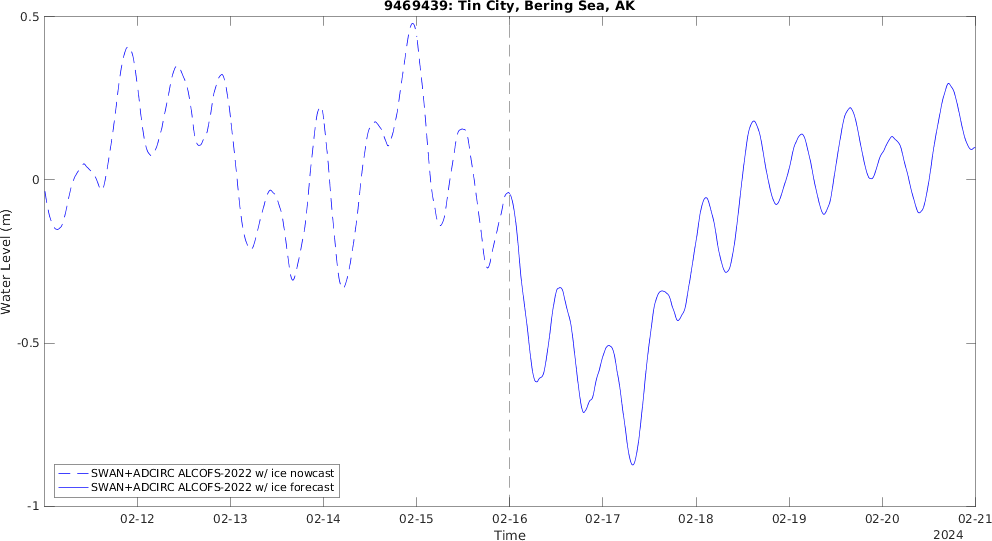 9469439: Tin City, Bering Sea, AK
0.5
0
-0.5
-1
Water Level (m)
SWAN+ADCIRC ALCOFS-2022 w/ ice nowcast
SWAN+ADCIRC ALCOFS-2022 w/ ice forecast
02-12 02-13 02-14 02-15 02-16 02-17 02-18 02-19 02-20 02-21
Time
2024